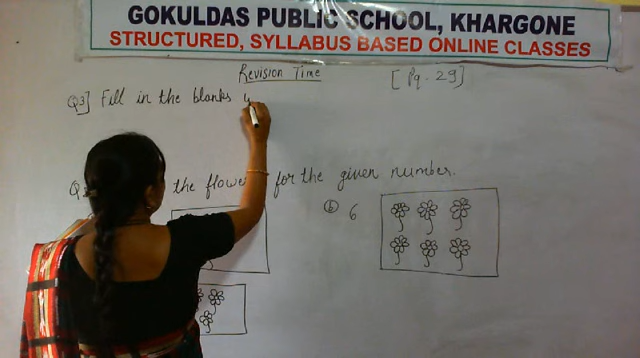 GOKULDAS PUBLIC SCHOOL, KHARGONE
STRUCTURED, SYLLABUS BASED ONLINE CLASSES
Revision Time
[Pg. 29]
Q3] Fill in the blanks
Q. the flowe for the given number.
(b) 6